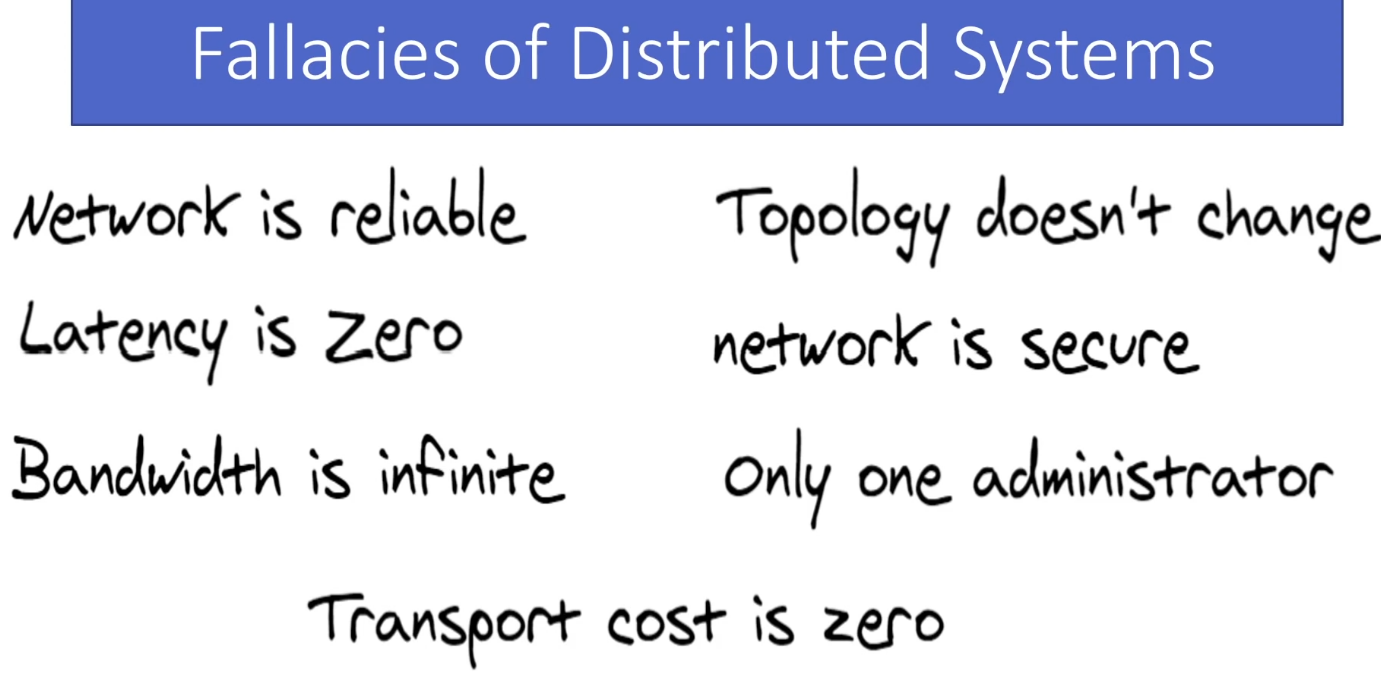 Fallacies of Distributed Systems
Network is reliable
Latency is zero
Bandwidth is infinite
Topology doesn't change
network is secure
Only one administrator
Transport cost is zero